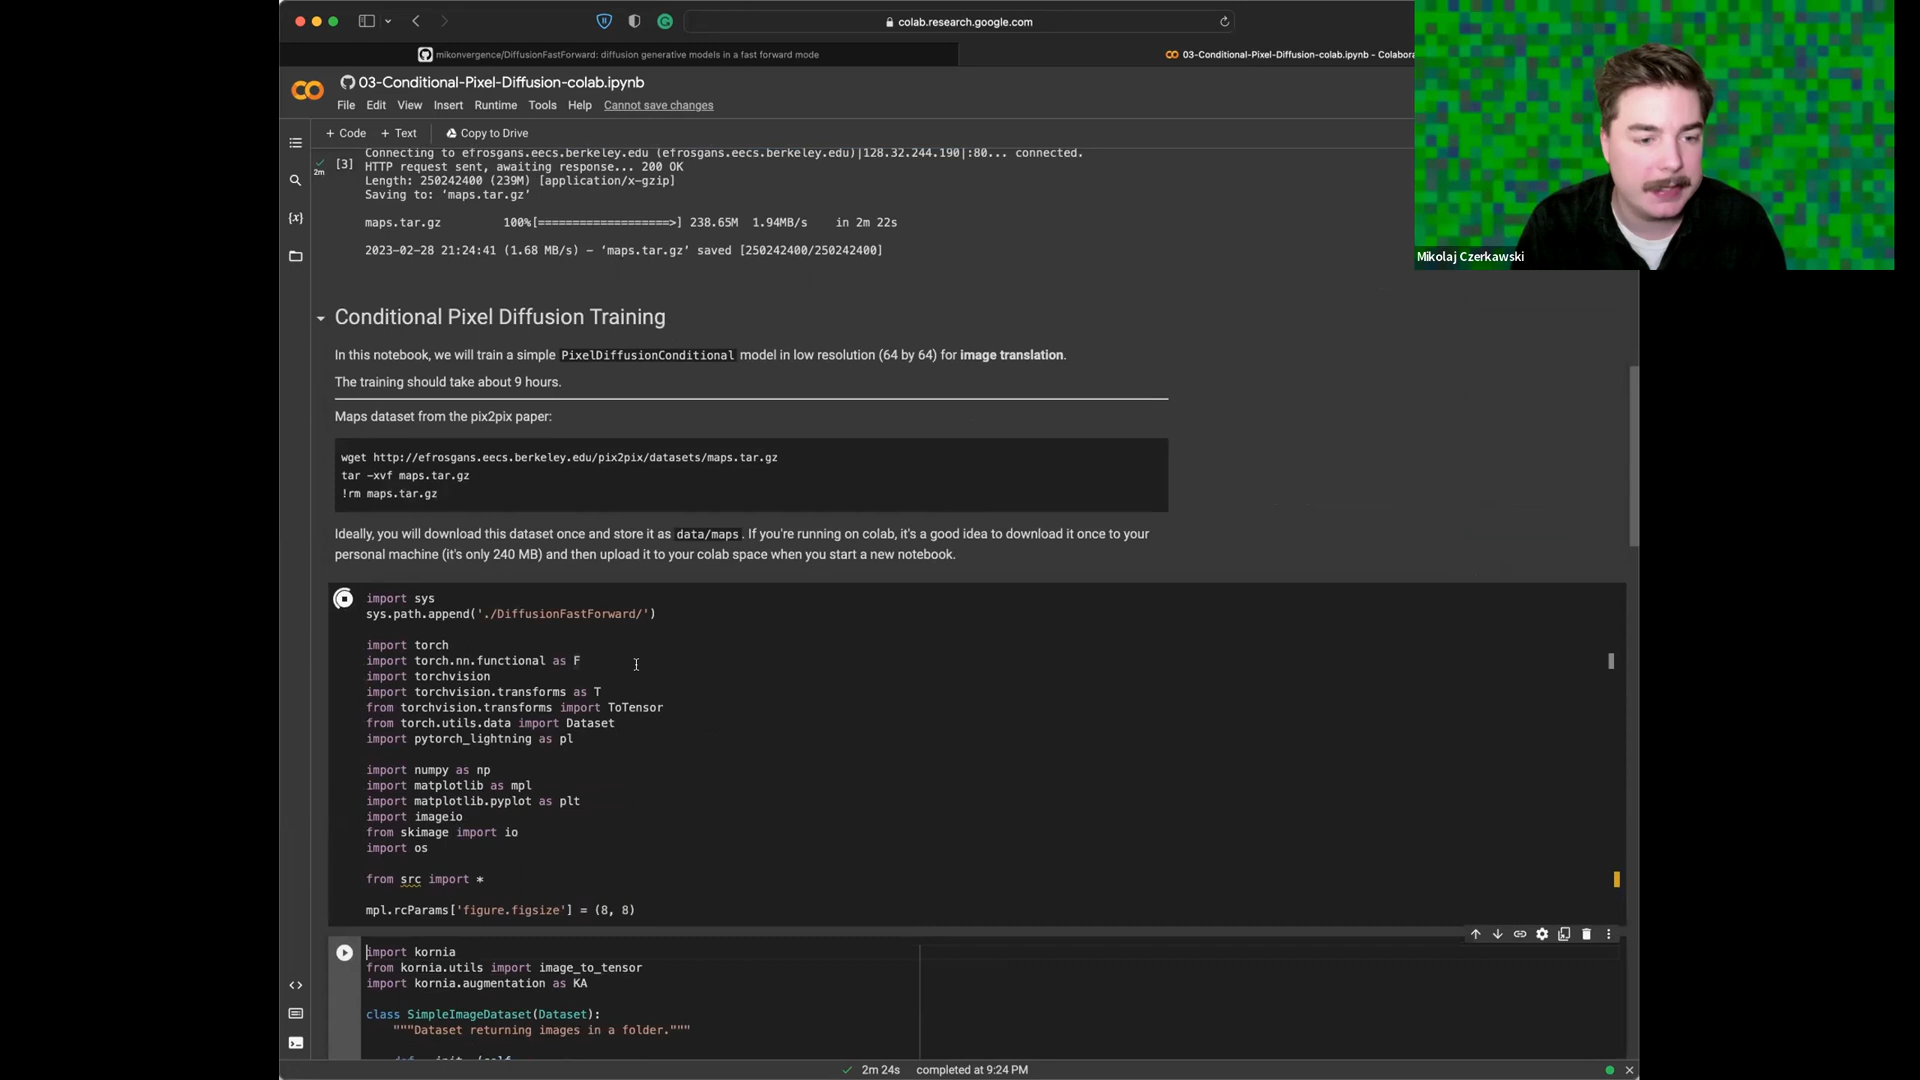 colab.research.google.com
mikonvergence/DiffusionFastForward: diffusion generative models in a fast forward mode
03-Conditional-Pixel-Diffusion-colab.ipynb - Colabora
03-Conditional-Pixel-Diffusion-colab.ipynb
File Edit View Insert Runtime Tools Help Cannot save changes
+ Code + Text Copy to Drive
Connecting to efrosgans.eecs.berkeley.edu (efrosgans.eecs.berkeley.edu)|128.32.244.190|:80... connected.
[3] HTTP request sent, awaiting response... 200 OK
2m
Length: 250242400 (239M) [application/x-gzip]
Saving to: ‘maps.tar.gz’
maps.tar.gz 100%[===================>] 238.65M 1.94MB/s in 2m 22s
2023-02-28 21:24:41 (1.68 MB/s) - ‘maps.tar.gz’ saved [250242400/250242400]
Mikolaj Czerkawski
Conditional Pixel Diffusion Training
In this notebook, we will train a simple PixelDiffusionConditional model in low resolution (64 by 64) for image translation.
The training should take about 9 hours.
Maps dataset from the pix2pix paper:
wget http://efrosgans.eecs.berkeley.edu/pix2pix/datasets/maps.tar.gz
tar -xvf maps.tar.gz
!rm maps.tar.gz
Ideally, you will download this dataset once and store it as data/maps. If you're running on colab, it's a good idea to download it once to your
personal machine (it's only 240 MB) and then upload it to your colab space when you start a new notebook.
import sys
sys.path.append('./DiffusionFastForward/')
import torch
import torch.nn.functional as F
import torchvision
import torchvision.transforms as T
from torchvision.transforms import ToTensor
from torch.utils.data import Dataset
import pytorch_lightning as pl
import numpy as np
import matplotlib as mpl
import matplotlib.pyplot as plt
import imageio
from skimage import io
import os
from src import *
mpl.rcParams['figure.figsize'] = (8, 8)
import kornia
from kornia.utils import image_to_tensor
import kornia.augmentation as KA
class SimpleImageDataset(Dataset):
"""Dataset returning images in a folder."""
2m 24s completed at 9:24 PM